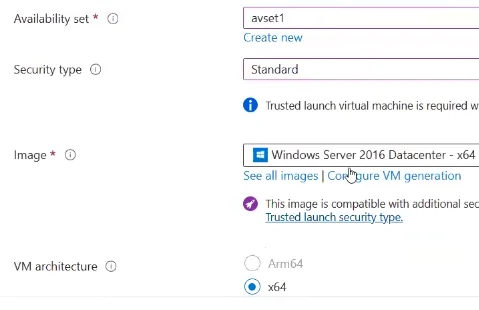 Availability set *
avset1
Create new
Security type
Standard
Trusted launch virtual machine is required w
Image *
Windows Server 2016 Datacenter - x64
See all images | Configure VM generation
This image is compatible with additional sec
Trusted launch security type.
VM architecture
Arm64
x64